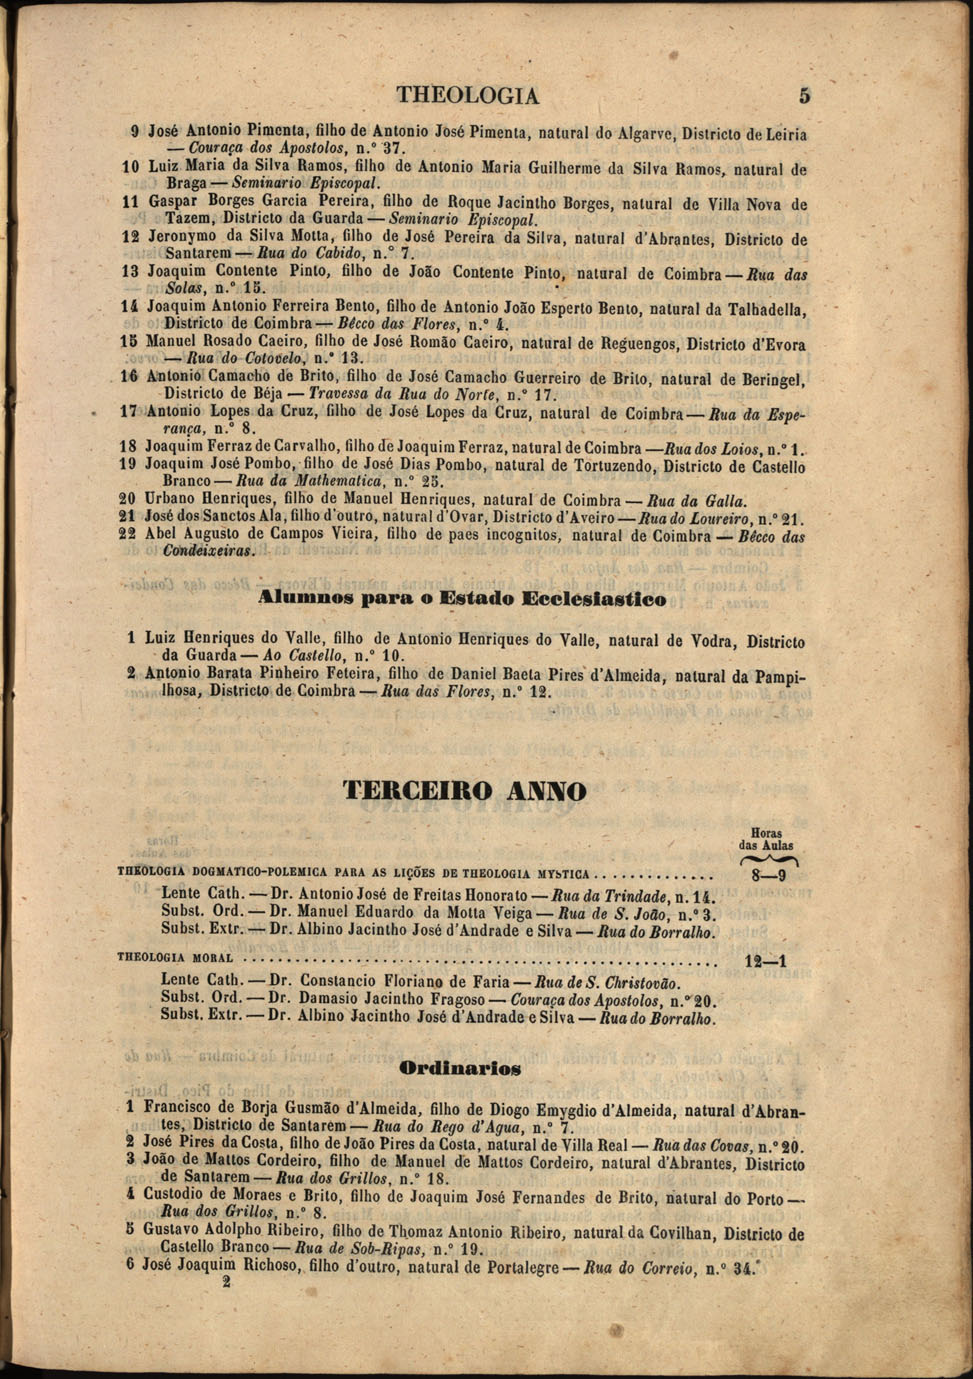 THEOLOGIA 5
9 José Antonio Pimenta, filho de Antonio José Pimenta, natural do Algarve, Districto de Leiria
— Couraça dos Apostolos, n.º 37.
10 Luiz Maria da Silva Ramos, filho de Antonio Maria Guilherme da Silva Ramos, natural de
Braga — Seminario Episcopal.
11 Gaspar Borges Garcia Pereira, filho de Roque Jacintho Borges, natural de Villa Nova de
Tazem, Districto da Guarda — Seminario Episcopal.
12 Jeronymo da Silva Motta, filho de José Pereira da Silva, natural d'Abrantes, Districto de
Santarem — Rua do Cabido, n.º 7.
13 Joaquim Contente Pinto, filho de João Contente Pinto, natural de Coimbra — Rua das
Solas, n.º 15.
14 Joaquim Antonio Ferreira Bento, filho de Antonio João Esperto Bento, natural da Talhadella,
Districto de Coimbra — Bêcco das Flores, n.º 4.
15 Manuel Rosado Caeiro, filho de José Romão Caeiro, natural de Reguengos, Districto d'Evora
— Rua do Cotovelo, n.º 13.
16 Antonio Camacho de Brito, filho de José Camacho Guerreiro de Brito, natural de Beringel,
Districto de Béja — Travessa da Rua do Norte, n.º 17.
17 Antonio Lopes da Cruz, filho de José Lopes da Cruz, natural de Coimbra — Rua da Espe-
rança, n.º 8.
18 Joaquim Ferraz de Carvalho, filho de Joaquim Ferraz, natural de Coimbra — Rua dos Loios, n.º 1.
19 Joaquim José Pombo, filho de José Dias Pombo, natural de Tortuzendo, Districto de Castello
Branco — Rua da Mathematica, n.º 25.
20 Urbano Henriques, filho de Manuel Henriques, natural de Coimbra — Rua da Galla.
21 José dos Sanctos Ala, filho d'outro, natural d'Ovar, Districto d'Aveiro — Rua do Loureiro, n.º 21.
22 Abel Augusto de Campos Vieira, filho de paes incognitos, natural de Coimbra — Bêcco das
Condeixeiras.
Alumnos para o Estado Ecclesiastico
1 Luiz Henriques do Valle, filho de Antonio Henriques do Valle, natural de Vodra, Districto
da Guarda — Ao Castello, n.º 10.
2 Antonio Barata Pinheiro Feteira, filho de Daniel Baeta Pires d'Almeida, natural da Pampi-
lhosa, Districto de Coimbra — Rua das Flores, n.º 12.
TERCEIRO ANNO
Horas
das Aulas
THEOLOGIA DOGMATICO-POLEMICA PARA AS LIÇÕES DE THEOLOGIA MYSTICA . . . . . . . . . . . . . 8—9
Lente Cath. — Dr. Antonio José de Freitas Honorato — Rua da Trindade, n. 14.
Subst. Ord. — Dr. Manuel Eduardo da Motta Veiga — Rua de S. João, n.º 3.
Subst. Extr. — Dr. Albino Jacintho José d'Andrade e Silva — Rua do Borralho.
THEOLOGIA MORAL . . . . . . . . . . . . . . . . . . . . . . . . . . . . . . . . . . . . . . . . 12—1
Lente Cath. — Dr. Constancio Floriano de Faria — Rua de S. Christovão.
Subst. Ord. — Dr. Damasio Jacintho Fragoso — Couraça dos Apostolos, n.º 20.
Subst. Extr. — Dr. Albino Jacintho José d'Andrade e Silva — Rua do Borralho.
Ordinarios
1 Francisco de Borja Gusmão d'Almeida, filho de Diogo Emygdio d'Almeida, natural d'Abran-
tes, Districto de Santarem — Rua do Rego d'Agua, n.º 7.
2 José Pires da Costa, filho de João Pires da Costa, natural de Villa Real — Rua das Covas, n.º 20.
3 João de Mattos Cordeiro, filho de Manuel de Mattos Cordeiro, natural d'Abrantes, Districto
de Santarem — Rua dos Grillos, n.º 18.
4 Custodio de Moraes e Brito, filho de Joaquim José Fernandes de Brito, natural do Porto —
Rua dos Grillos, n.º 8.
5 Gustavo Adolpho Ribeiro, filho de Thomaz Antonio Ribeiro, natural da Covilhan, Districto de
Castello Branco — Rua de Sob-Ripas, n.º 19.
6 José Joaquim Richoso, filho d'outro, natural de Portalegre — Rua do Correio, n.º 34.
2